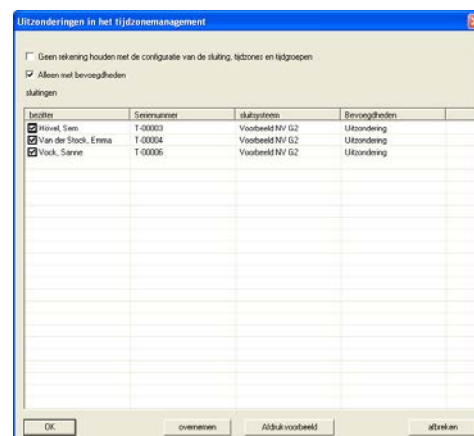 Uitzonderingen in het tijdzonemanagement
Geen rekening houden met de configuratie van de sluiting, tijdzones en tijdgroepen
Alleen met bevoegdheden
sluitingen
bezitter Serienummer sluitsysteem Bevoegdheden
Hövel, Sem T-00003 Voorbeeld NV G2 Uitzondering
Van der Stock, Emma T-00004 Voorbeeld NV G2 Uitzondering
Vock, Sanne T-00006 Voorbeeld NV G2 Uitzondering
OK overnemen Afdrukvoorbeeld afbreken